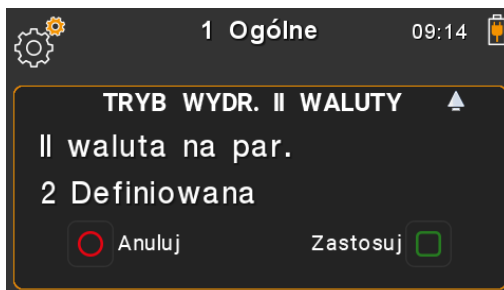 1 Ogólne 09:14
TRYB WYDR. II WALUTY
II waluta na par.
2 Definiowana
Anuluj Zastosuj